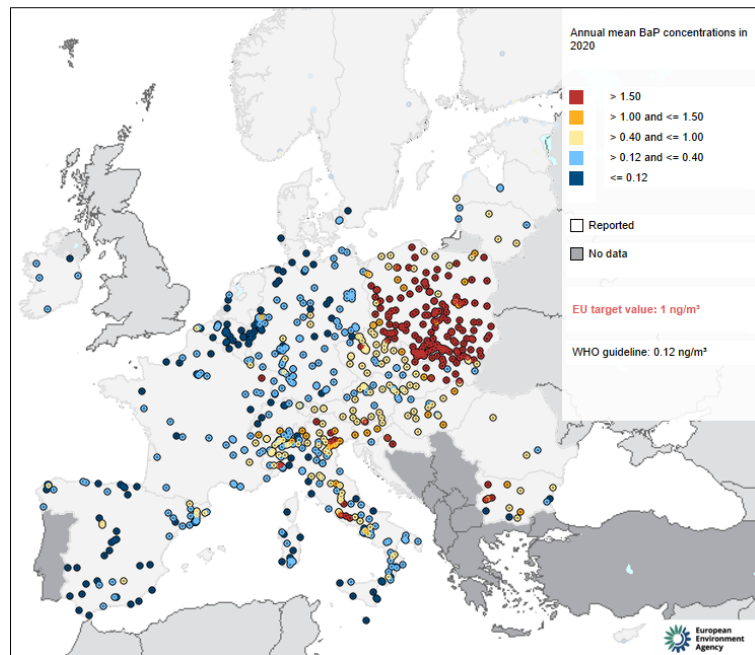 Annual mean BaP concentrations in
2020
> 1.50
> 1.00 and <= 1.50
> 0.40 and <= 1.00
> 0.12 and <= 0.40
<= 0.12
Reported
No data
EU target value: 1 ng/m³
WHO guideline: 0.12 ng/m³
European
Environment
Agency